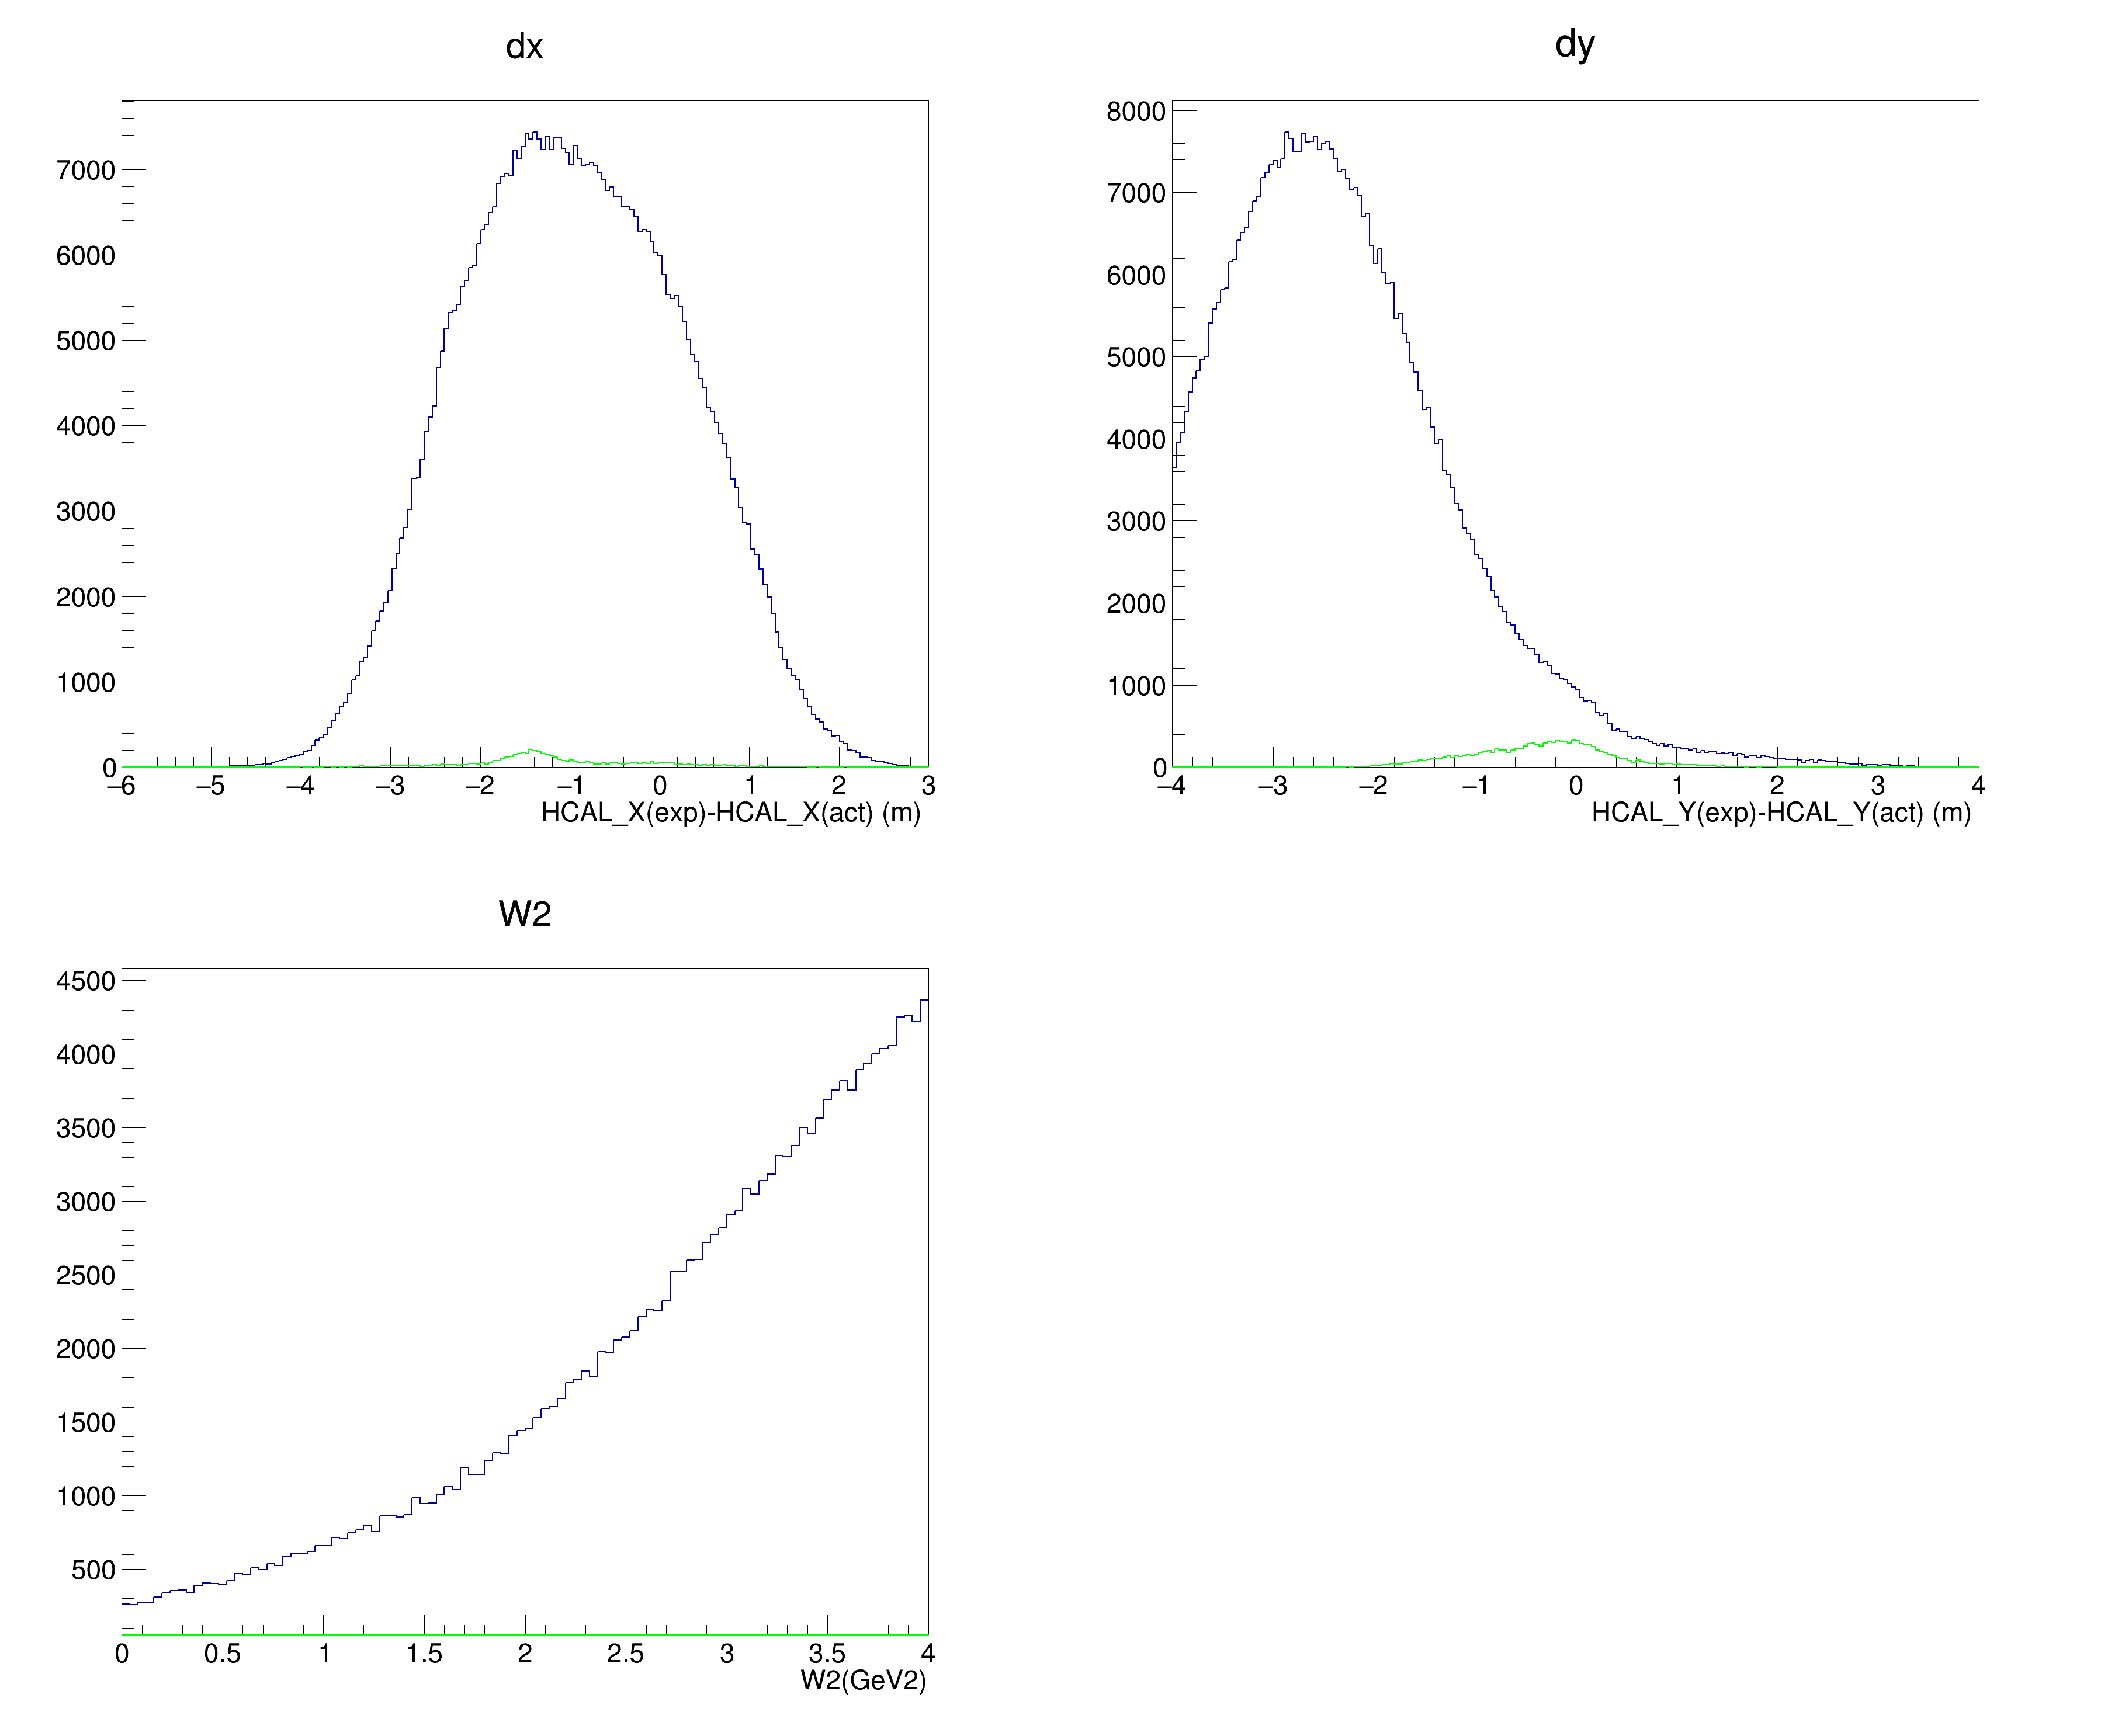 dx
7000
6000
5000
4000
3000
2000
1000
0
−6 −5 −4 −3 −2 −1 0 1 2 3
HCAL_X(exp)-HCAL_X(act) (m)
dy
8000
7000
6000
5000
4000
3000
2000
1000
0
−4 −3 −2 −1 0 1 2 3 4
HCAL_Y(exp)-HCAL_Y(act) (m)
W2
4500
4000
3500
3000
2500
2000
1500
1000
500
0 0.5 1 1.5 2 2.5 3 3.5 4
W2(GeV2)